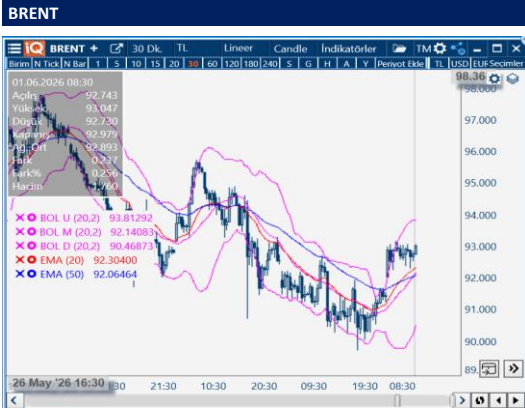 BRENT
iQ BRENT + 30 Dk. TL Lineer Candle İndikatörler TM
Birim N Tick N Bar 1 5 10 15 20 30 60 120 180 240 S G H A Y Periyot Ekle TL USD EUR Seçimler
98.36
01.06.2026 08:30
Açılış 92.743
Yüksek 93.047
Düşük 92.730
Kapanış 92.979
Ağ.Ort 92.893
Fark 0.237
Fark% 0.256
Hacim 760
BOL U (20,2) 93.81292
BOL M (20,2) 92.14083
BOL D (20,2) 90.46873
EMA (20) 92.30400
EMA (50) 92.06464
98.000
97.000
96.000
95.000
94.000
93.000
92.000
91.000
90.000
89.
26 May '26 16:30 21:30 10:30 20:30 09:30 19:30 08:30